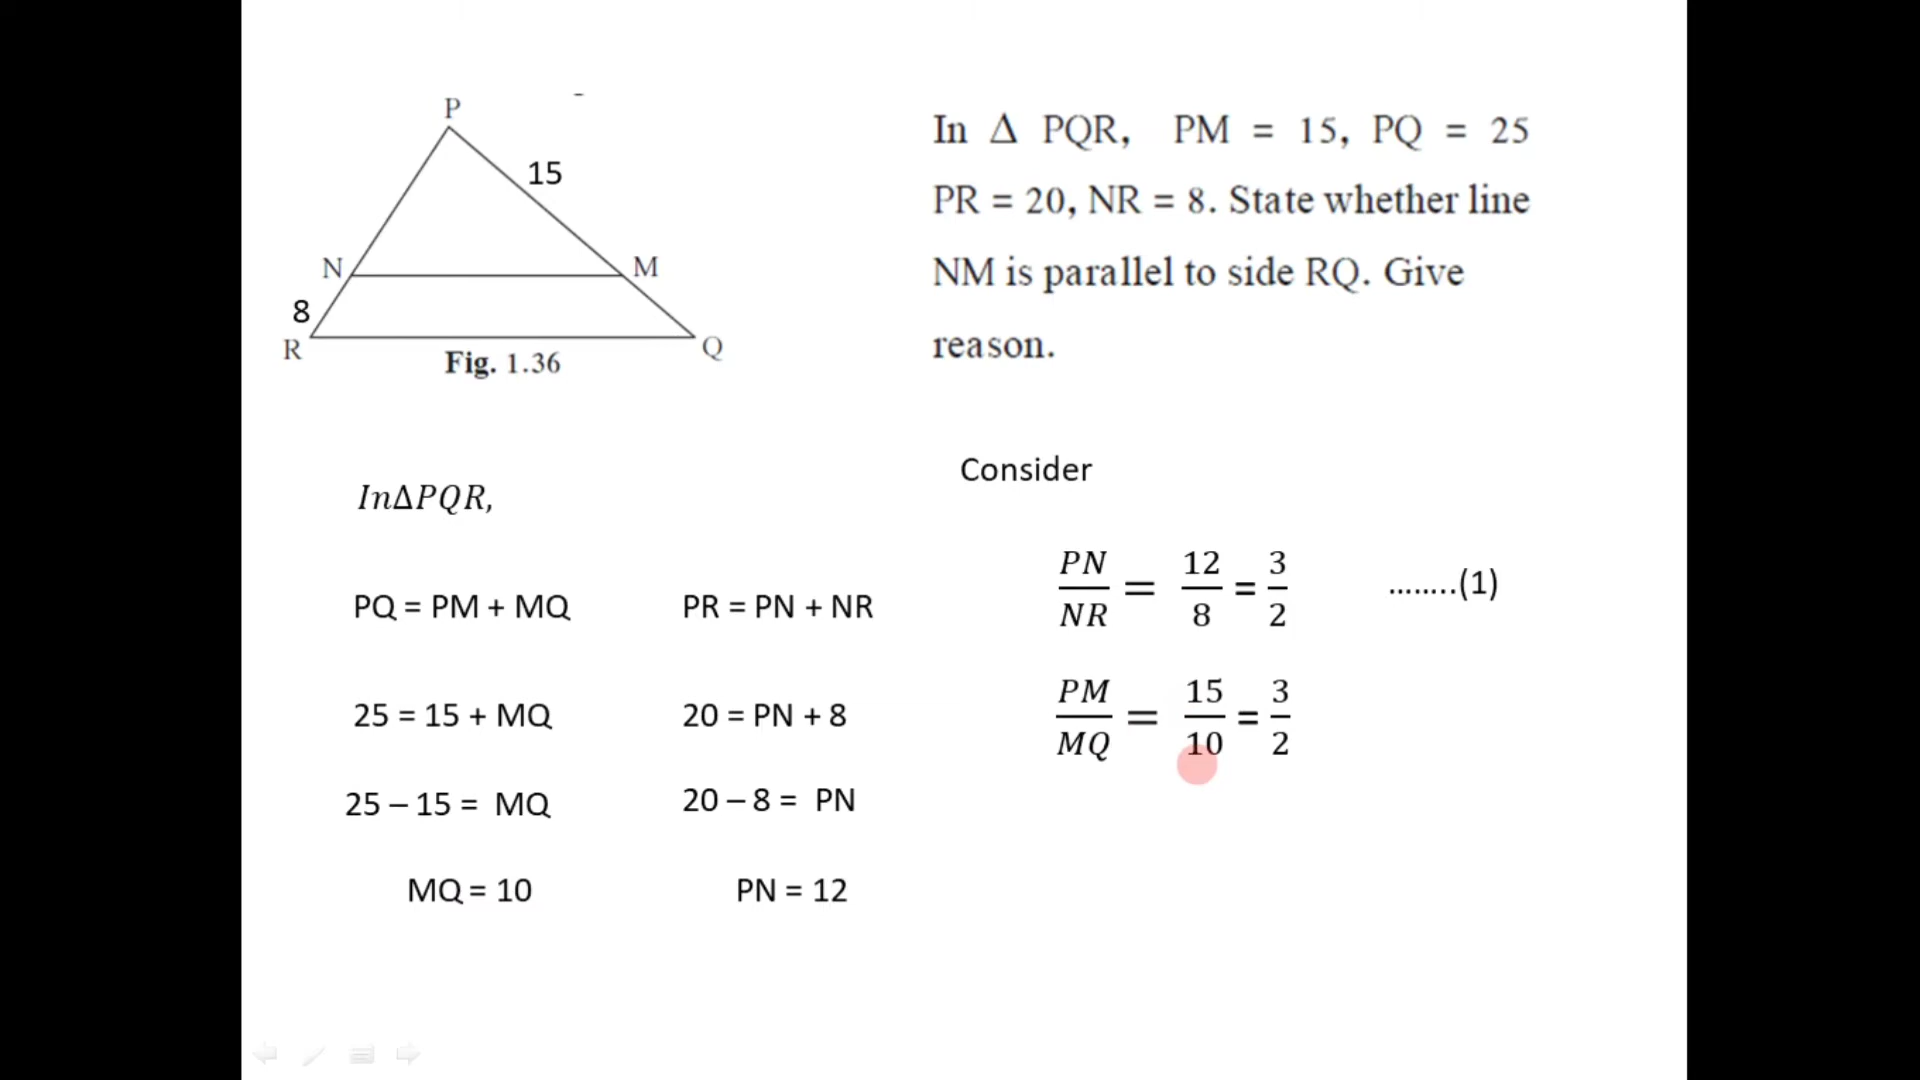 P
15
N
M
8
R
Q
Fig. 1.36
In Δ PQR, PM = 15, PQ = 25
PR = 20, NR = 8. State whether line
NM is parallel to side RQ. Give
reason.
InΔPQR,
PQ = PM + MQ
PR = PN + NR
25 = 15 + MQ
20 = PN + 8
25 – 15 = MQ
20 – 8 = PN
MQ = 10
PN = 12
Consider
PN/NR = 12/8 = 3/2 ........(1)
PM/MQ = 15/10 = 3/2